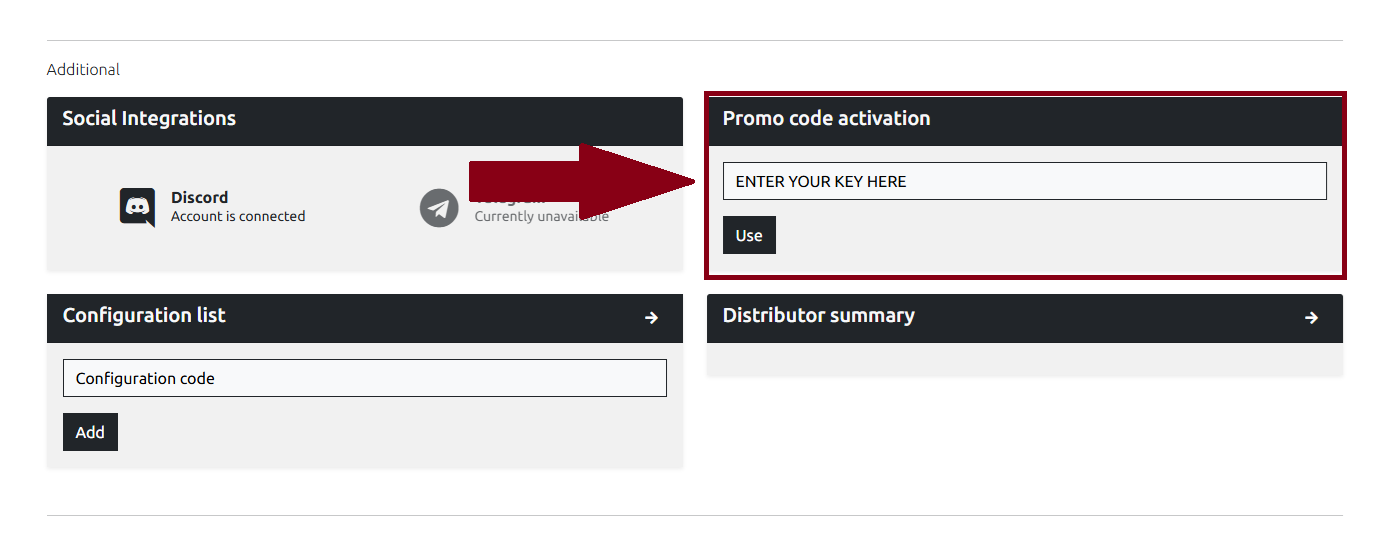 Additional
Social Integrations
Discord
Account is connected
Currently unavailable
Promo code activation
ENTER YOUR KEY HERE
Use
Configuration list
Configuration code
Add
Distributor summary